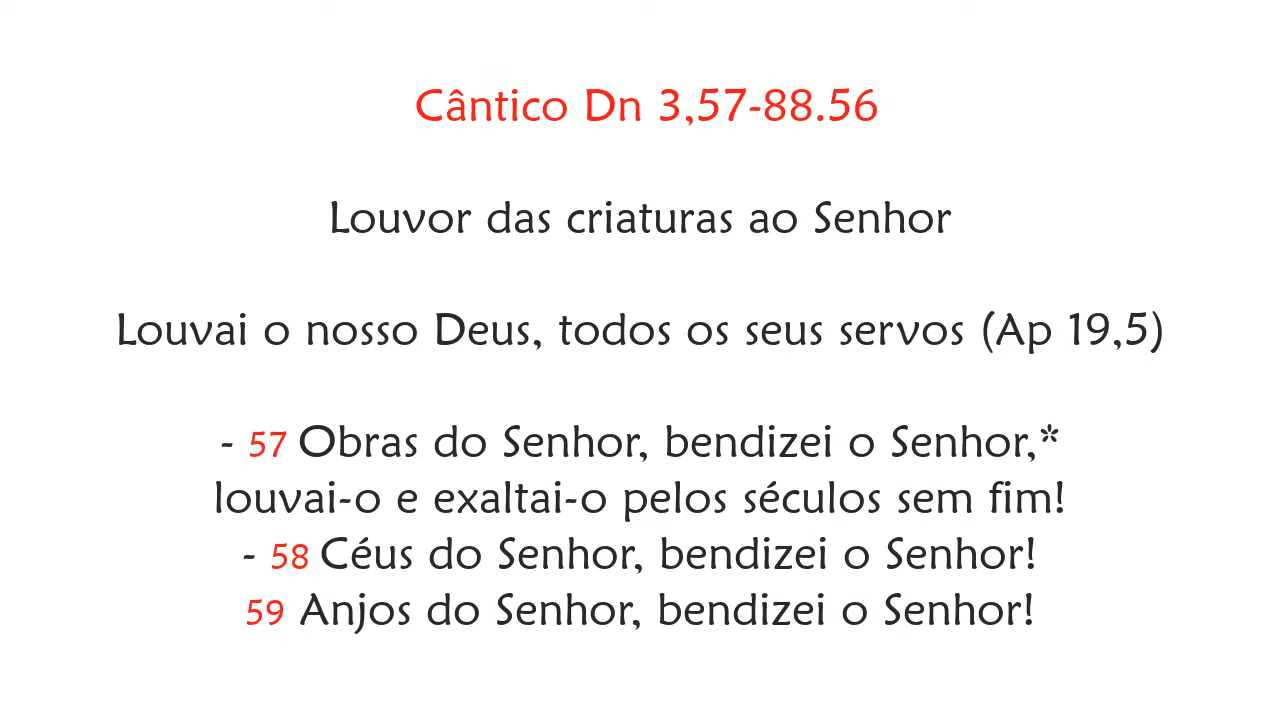 Cântico Dn 3,57-88.56
Louvor das criaturas ao Senhor
Louvai o nosso Deus, todos os seus servos (Ap 19,5)
- 57 Obras do Senhor, bendizei o Senhor,*
louvai-o e exaltai-o pelos séculos sem fim!
- 58 Céus do Senhor, bendizei o Senhor!
59 Anjos do Senhor, bendizei o Senhor!